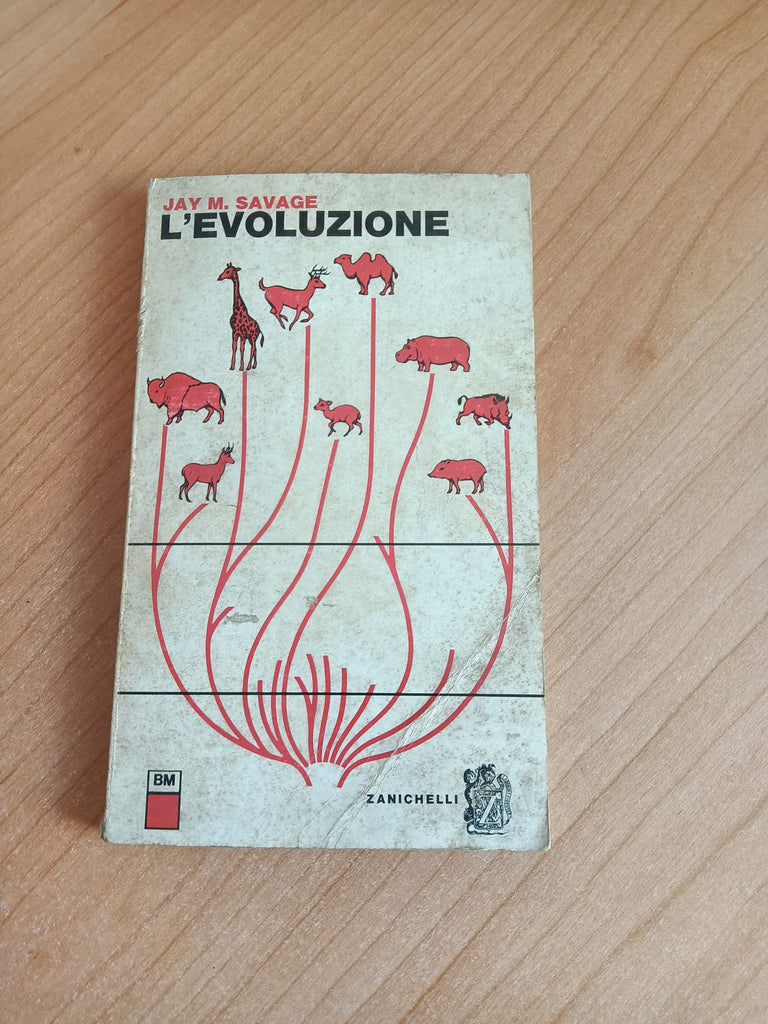 JAY M. SAVAGE
L'EVOLUZIONE
BM
ZANICHELLI
Z